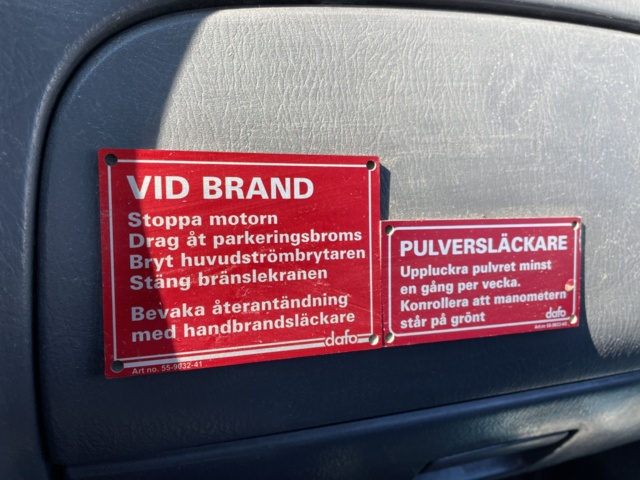 VID BRAND
Stoppa motorn
Drag åt parkeringsbroms
Bryt huvudströmbrytaren
Stäng bränslekranen
Bevaka återantändning
med handbrandsläckare
dafo
Art no. 55-9032-41
PULVERSLÄCKARE
Uppluckra pulvret minst
en gång per vecka.
Konrollera att manometern
står på grönt
dafo